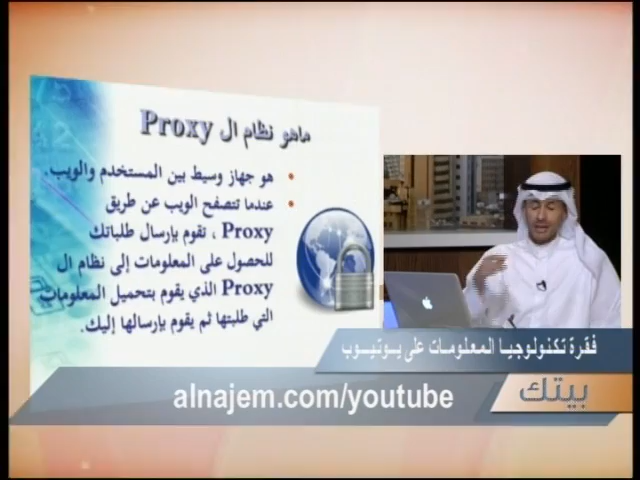 ماهو نظام ال Proxy
• هو جهاز وسيط بين المستخدم والويب.
• عندما تتصفح الويب عن طريق
Proxy ، تقوم بإرسال طلباتك
للحصول على المعلومات إلى نظام ال
Proxy الذي يقوم بتحميل المعلومات
التي طلبتها ثم يقوم بإرسالها إليك.
فقرة تكنولوجيا المعلومات على يوتيوب
بيتك
alnajem.com/youtube